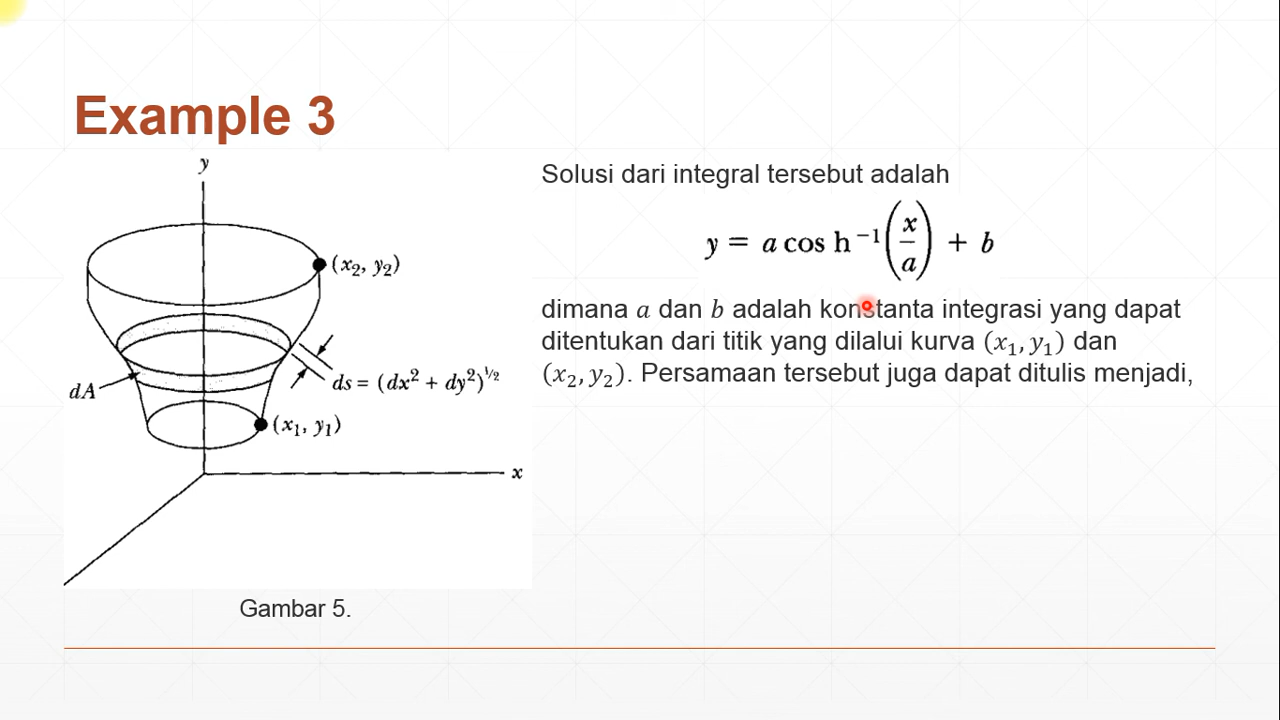 Example 3
y
(x₂, y₂)
ds = (dx² + dy²)^½
dA
(x₁, y₁)
x
Gambar 5.
Solusi dari integral tersebut adalah
y = a cos h⁻¹(x/a) + b
dimana a dan b adalah konstanta integrasi yang dapat
ditentukan dari titik yang dilalui kurva (x₁, y₁) dan
(x₂, y₂). Persamaan tersebut juga dapat ditulis menjadi,